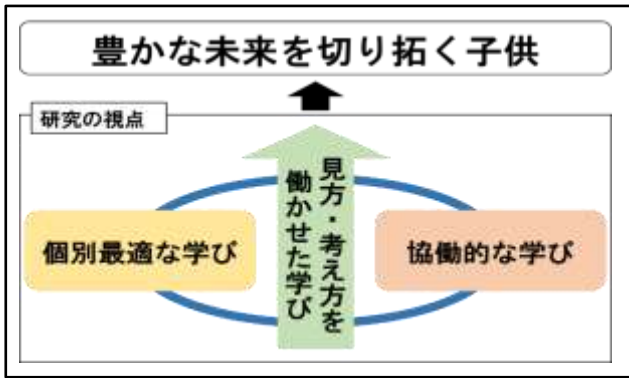 豊かな未来を切り拓く子供
研究の視点
見方・考え方を
働かせた学び
個別最適な学び
協働的な学び